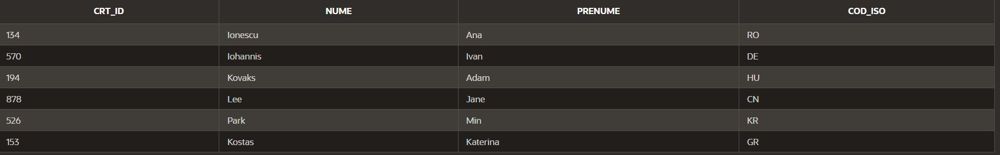 CRT_ID NUME PRENUME COD_ISO
134 Ionescu Ana RO
570 Iohannis Ivan DE
194 Kovaks Adam HU
878 Lee Jane CN
526 Park Min KR
153 Kostas Katerina GR